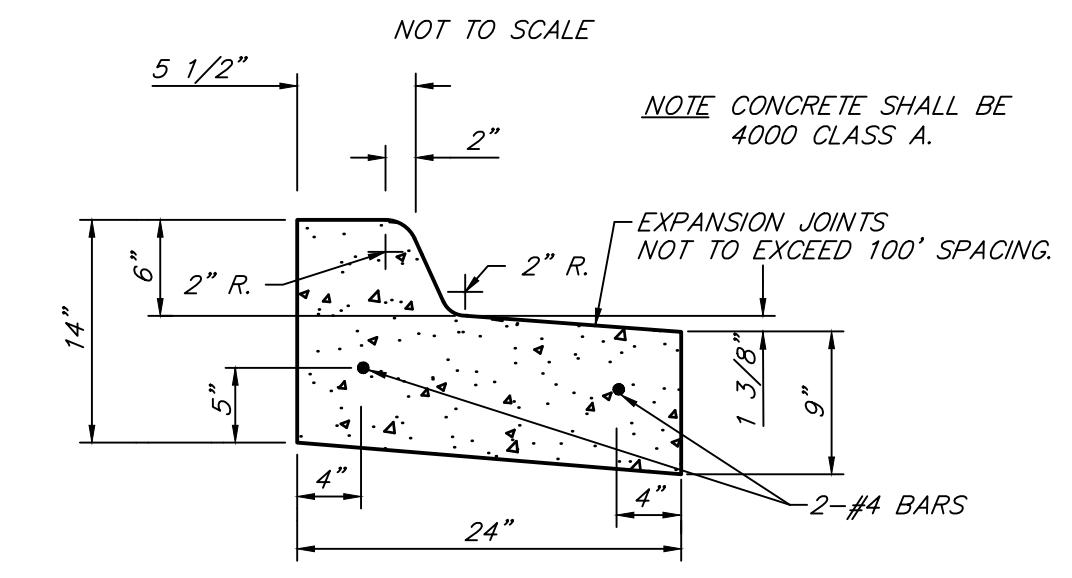 NOT TO SCALE
5 1/2"
NOTE CONCRETE SHALL BE
4000 CLASS A.
2"
EXPANSION JOINTS
NOT TO EXCEED 100' SPACING.
6"
2" R.
2" R.
14"
5"
1 3/8"
9"
4"
4"
2-#4 BARS
24"